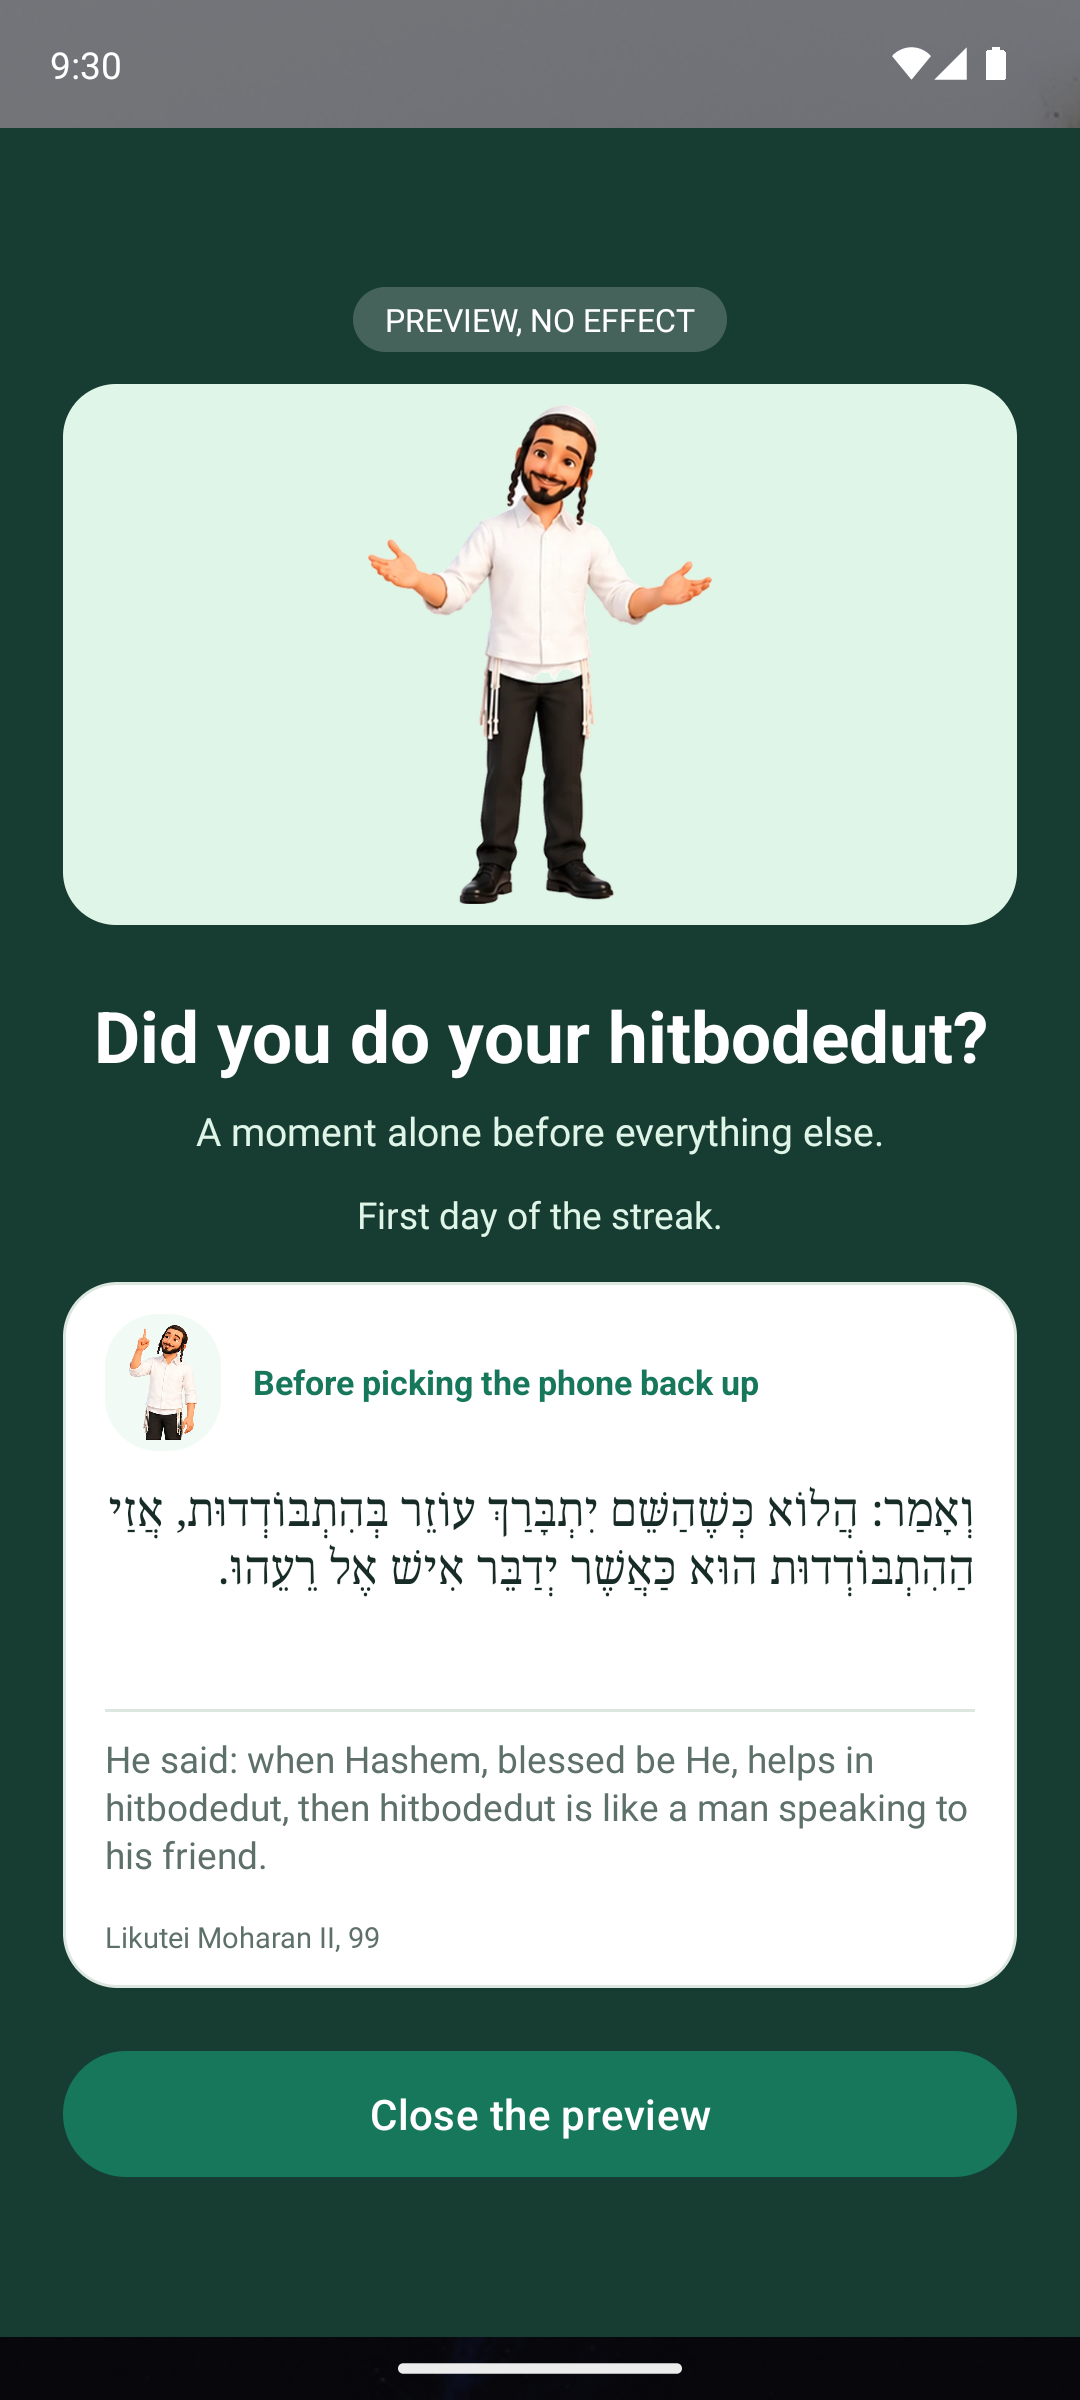 9:30
PREVIEW, NO EFFECT
Did you do your hitbodedut?
A moment alone before everything else.
First day of the streak.
Before picking the phone back up
וְאָמַר: הֲלוֹא כְּשֶׁהַשֵּׁם יִתְבָּרַךְ עוֹזֵר בְּהִתְבּוֹדְדוּת, אֲזַי
הַהִתְבּוֹדְדוּת הוּא כַּאֲשֶׁר יְדַבֵּר אִישׁ אֶל רֵעֵהוּ.
He said: when Hashem, blessed be He, helps in
hitbodedut, then hitbodedut is like a man speaking to
his friend.
Likutei Moharan II, 99
Close the preview